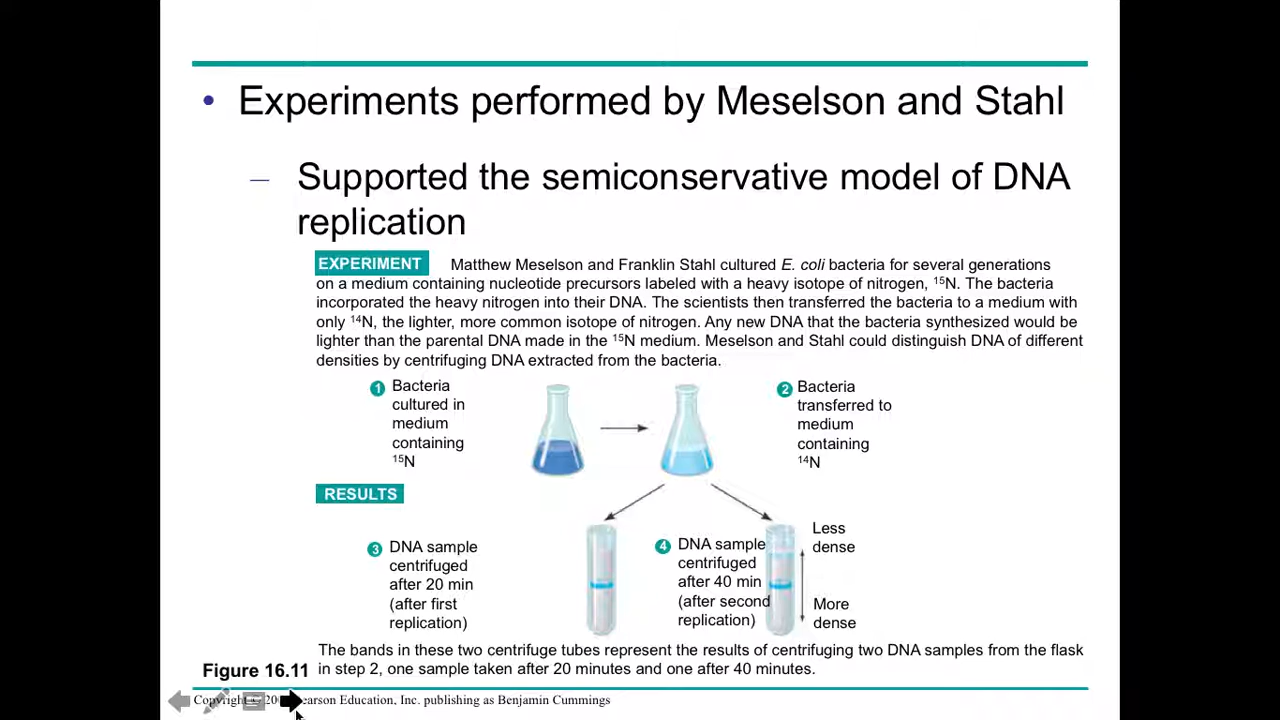 • Experiments performed by Meselson and Stahl
– Supported the semiconservative model of DNA
replication
EXPERIMENT Matthew Meselson and Franklin Stahl cultured E. coli bacteria for several generations
on a medium containing nucleotide precursors labeled with a heavy isotope of nitrogen, ¹⁵N. The bacteria
incorporated the heavy nitrogen into their DNA. The scientists then transferred the bacteria to a medium with
only ¹⁴N, the lighter, more common isotope of nitrogen. Any new DNA that the bacteria synthesized would be
lighter than the parental DNA made in the ¹⁵N medium. Meselson and Stahl could distinguish DNA of different
densities by centrifuging DNA extracted from the bacteria.
1 Bacteria
cultured in
medium
containing
¹⁵N
2 Bacteria
transferred to
medium
containing
¹⁴N
RESULTS
3 DNA sample
centrifuged
after 20 min
(after first
replication)
4 DNA sample
centrifuged
after 40 min
(after second
replication)
Less
dense
More
dense
The bands in these two centrifuge tubes represent the results of centrifuging two DNA samples from the flask
in step 2, one sample taken after 20 minutes and one after 40 minutes.
Figure 16.11
Copyright © Pearson Education, Inc. publishing as Benjamin Cummings